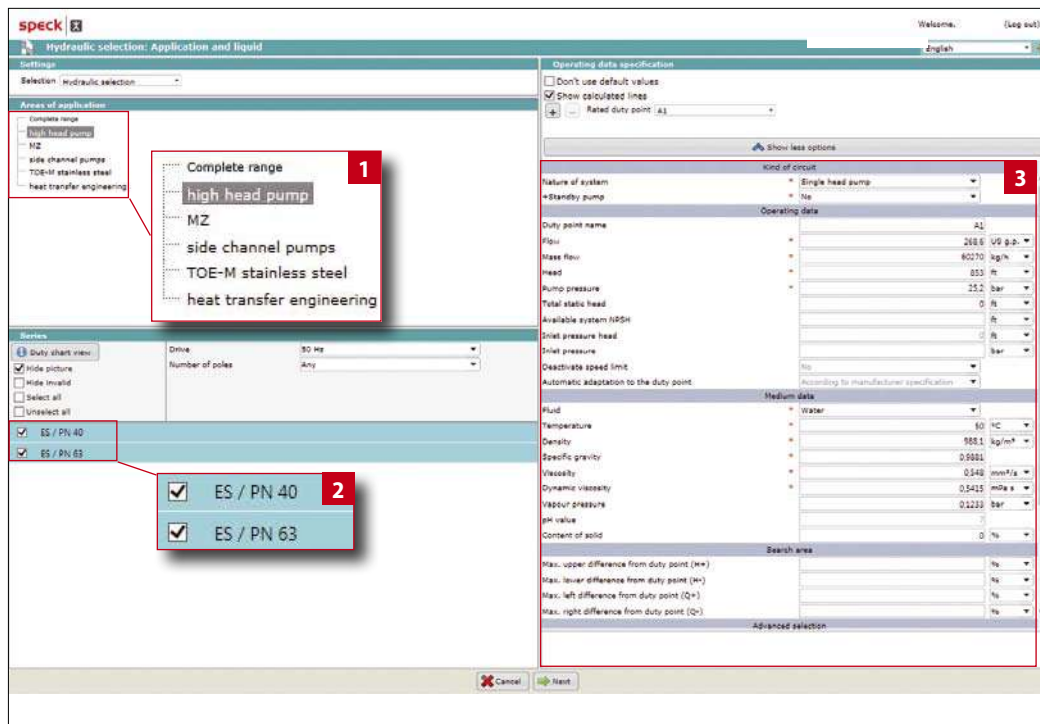 speck
Welcome, (Log out)
Hydraulic selection: Application and liquid
English
Settings
Selection Hydraulic selection
Areas of application
Complete range
high head pump
MZ
side channel pumps
TOE-M stainless steel
heat transfer engineering
1
Complete range
high head pump
MZ
side channel pumps
TOE-M stainless steel
heat transfer engineering
Series
Duty chart view
Hide picture
Hide invalid
Select all
Unselect all
Drive 50 Hz
Number of poles Any
ES / PN 40
ES / PN 63
2
ES / PN 40
ES / PN 63
Operating data specification
Don't use default values
Show calculated lines
+ - Rated duty point A1
Show less options
3
Kind of circuit
Nature of system * Single head pump
+Standby pump * No
Operating data
Duty point name A1
Flow * 268,6 US g.p.
Mass flow * 60270 kg/h
Head * 853 ft
Pump pressure * 25,2 bar
Total static head 0 ft
Available system NPSH ft
Inlet pressure head 0 ft
Inlet pressure bar
Deactivate speed limit No
Automatic adaptation to the duty point According to manufacturer specification
Medium data
Fluid * Water
Temperature * 50 °C
Density * 988,1 kg/m³
Specific gravity * 0,9881
Viscosity * 0,548 mm²/s
Dynamic viscosity * 0,5415 mPa s
Vapour pressure 0,1233 bar
pH value 7
Content of solid 0 %
Search area
Max. upper difference from duty point (H+) %
Max. lower difference from duty point (H-) %
Max. left difference from duty point (Q+) %
Max. right difference from duty point (Q-) %
Advanced selection
Cancel Next